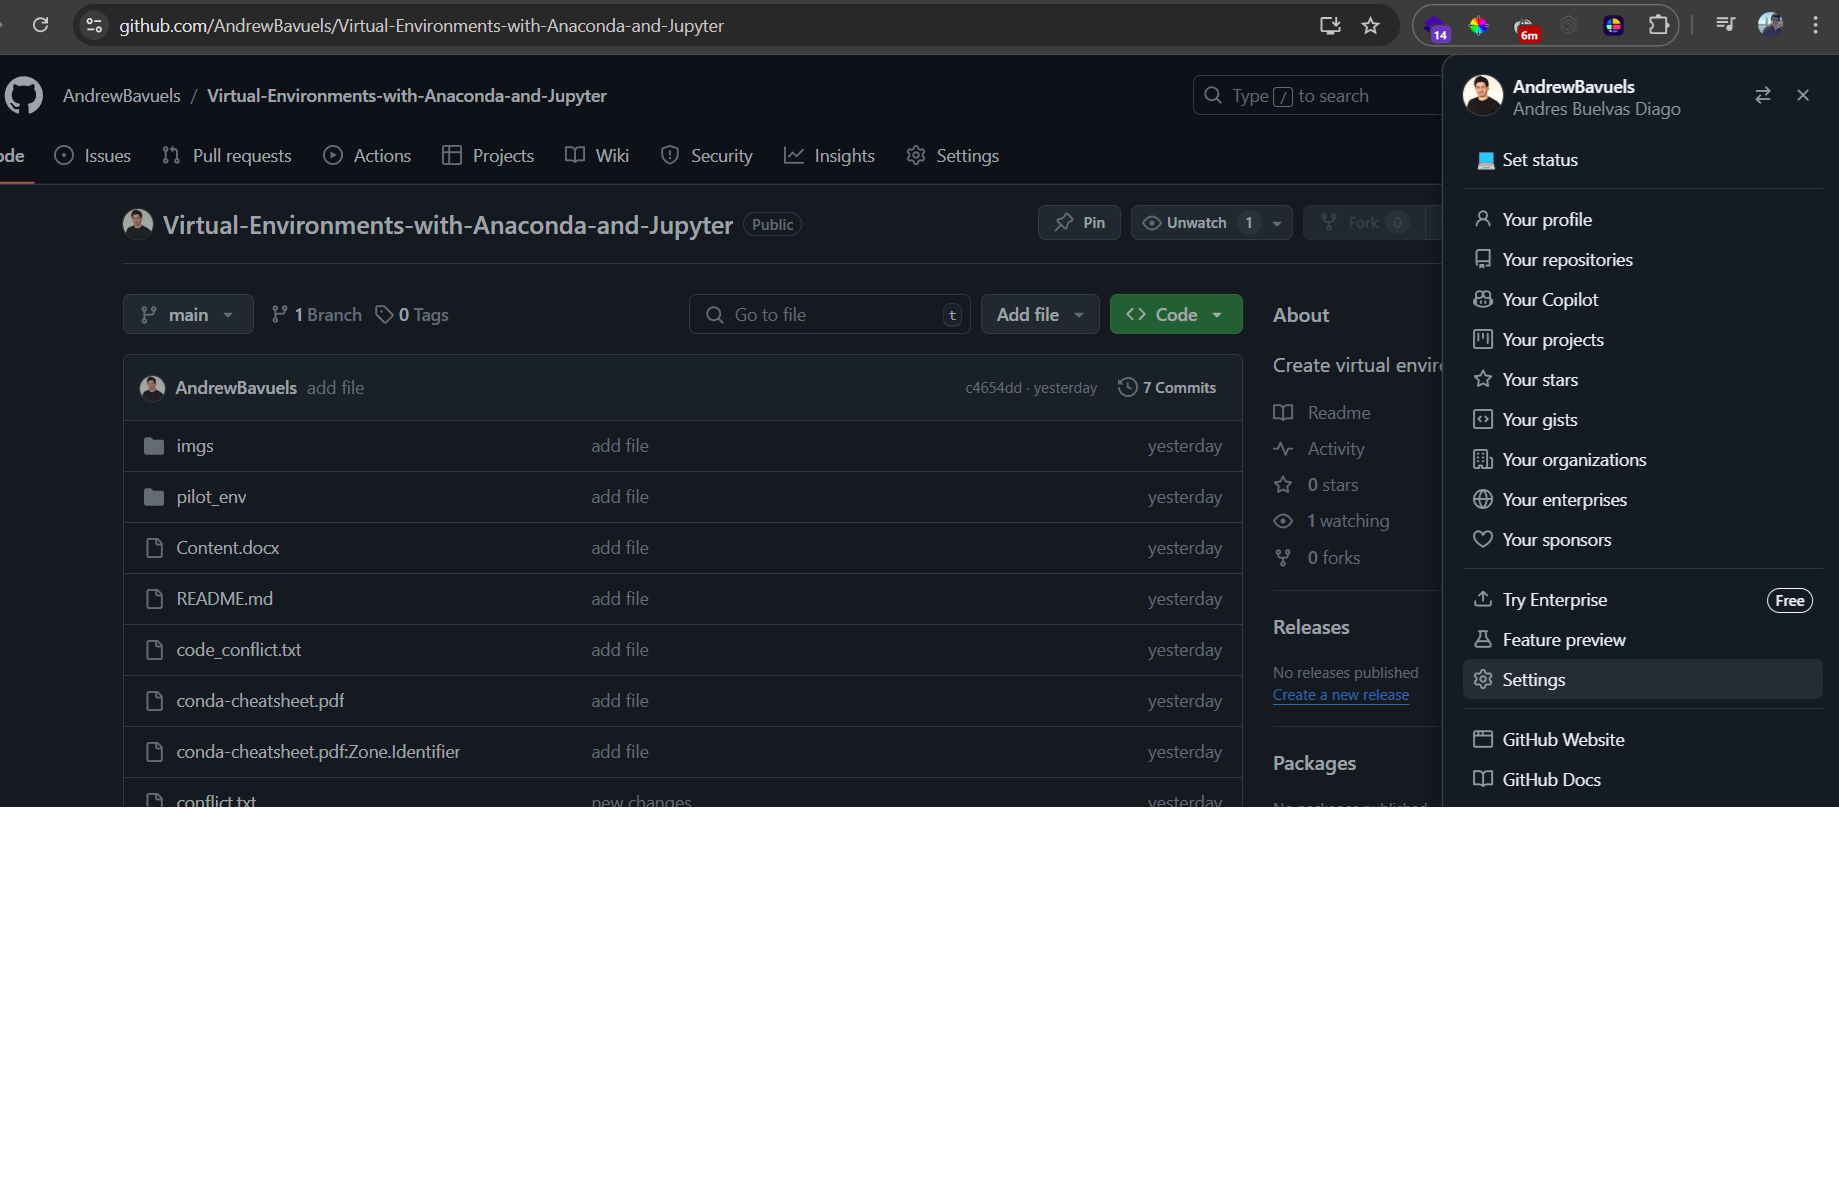 github.com/AndrewBavuels/Virtual-Environments-with-Anaconda-and-Jupyter
14
6m
AndrewBavuels / Virtual-Environments-with-Anaconda-and-Jupyter
Type / to search
AndrewBavuels
Andres Buelvas Diago
Issues Pull requests Actions Projects Wiki Security Insights Settings
Set status
Virtual-Environments-with-Anaconda-and-Jupyter Public
Pin Unwatch 1 Fork 0
main 1 Branch 0 Tags
Go to file t Add file <> Code
AndrewBavuels add file c4654dd · yesterday 7 Commits
imgs add file yesterday
pilot_env add file yesterday
Content.docx add file yesterday
README.md add file yesterday
code_conflict.txt add file yesterday
conda-cheatsheet.pdf add file yesterday
conda-cheatsheet.pdf:Zone.Identifier add file yesterday
conflict.txt new changes yesterday
About
Create virtual
Readme
Activity
0 stars
1 watching
0 forks
Releases
No releases published
Create a new release
Packages
No packages published
Your profile
Your repositories
Your Copilot
Your projects
Your stars
Your gists
Your organizations
Your enterprises
Your sponsors
Try Enterprise Free
Feature preview
Settings
GitHub Website
GitHub Docs